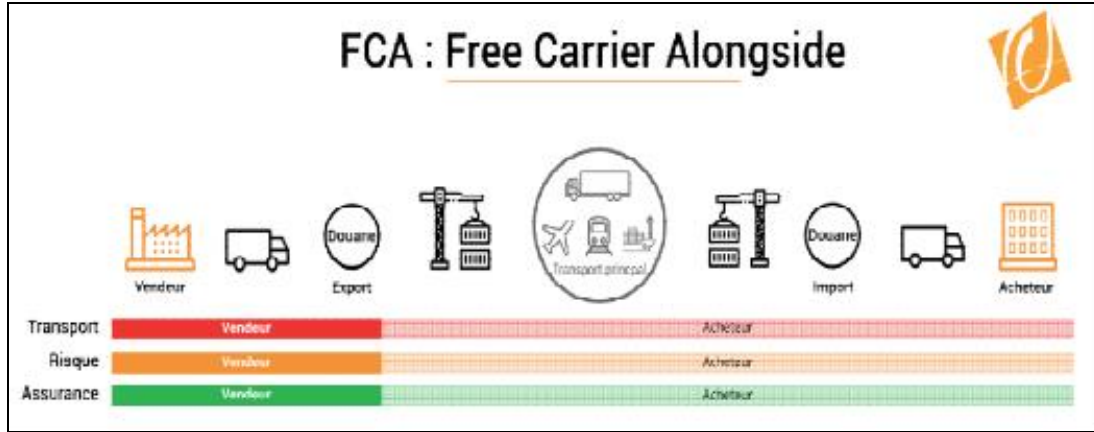 FCA : Free Carrier Alongside
Douane
Transport principal
Douane
Vendeur
Export
Import
Acheteur
Transport Vendeur Acheteur
Risque Vendeur Acheteur
Assurance Vendeur Acheteur